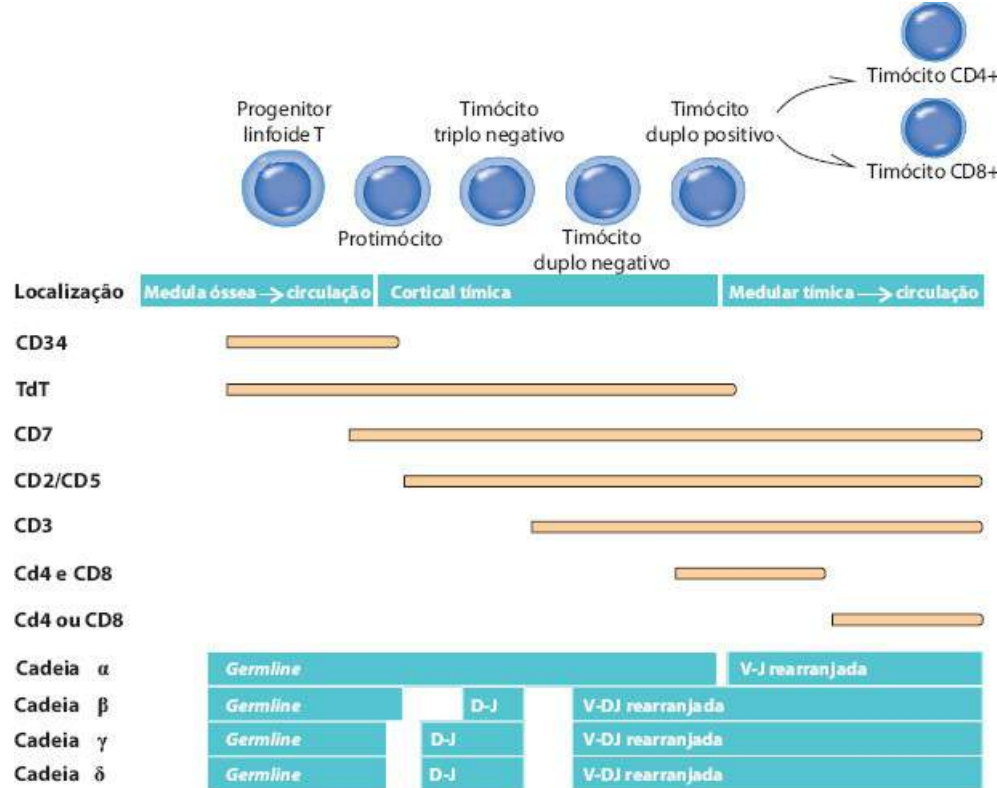 Timócito CD4+
Timócito CD8+
Progenitor
linfoide T
Protimócito
Timócito
triplo negativo
Timócito
duplo negativo
Timócito
duplo positivo
Localização
Medula óssea → circulação
Cortical tímica
Medular tímica → circulação
CD34
TdT
CD7
CD2/CD5
CD3
Cd4 e CD8
Cd4 ou CD8
Cadeia α Germline V-J rearranjada
Cadeia β Germline D-J V-DJ rearranjada
Cadeia γ Germline D-J V-DJ rearranjada
Cadeia δ Germline D-J V-DJ rearranjada